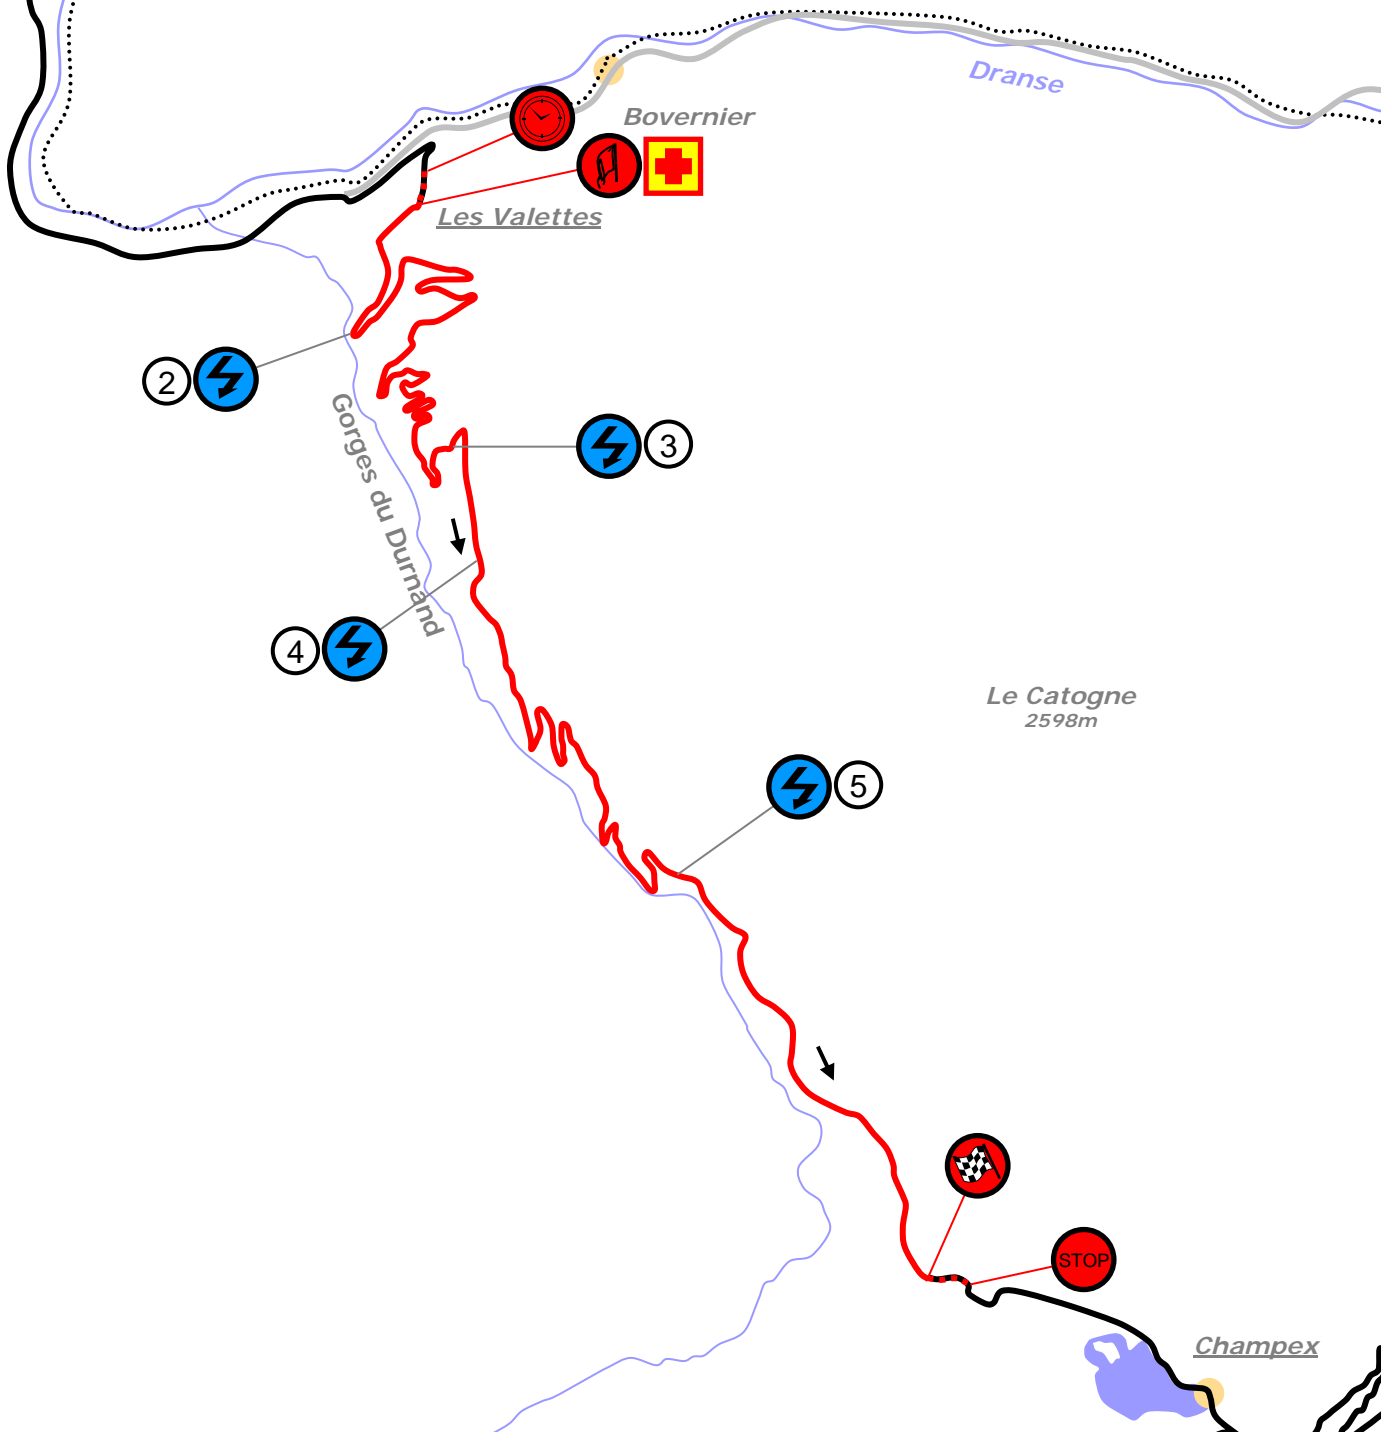 Dranse
Bovernier
Les Valettes
2
Gorges du Durnand
3
4
Le Catogne
2598m
5
STOP
Champex